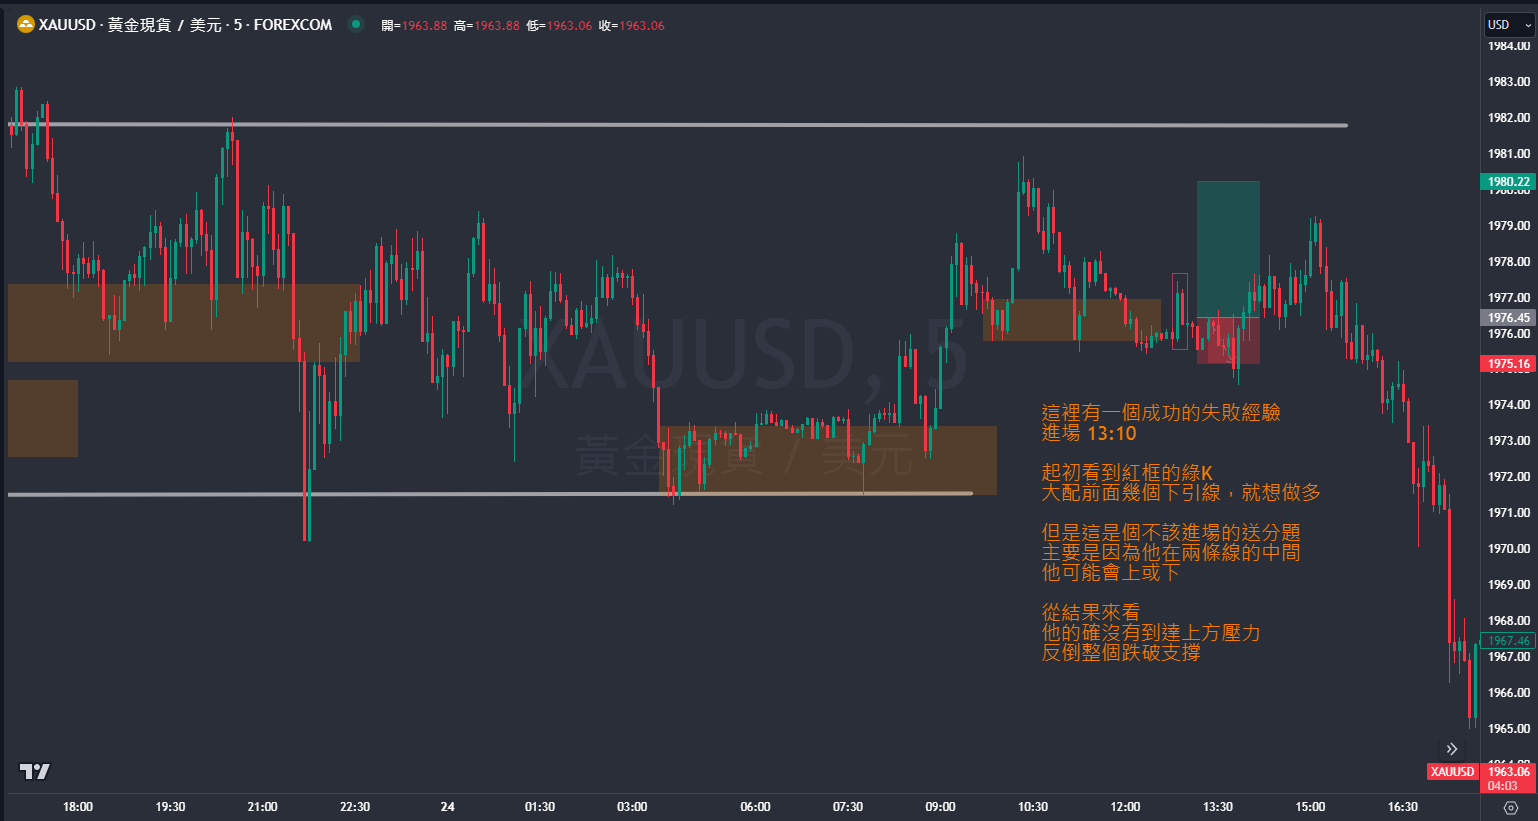 XAUUSD · 黃金現貨 / 美元 · 5 · FOREXCOM
開=1963.88 高=1963.88 低=1963.06 收=1963.06
USD
1984.00
1983.00
1982.00
1981.00
1980.22
1979.00
1978.00
1977.00
1976.45
1976.00
1975.16
1974.00
1973.00
1972.00
1971.00
1970.00
1969.00
1968.00
1967.46
1967.00
1966.00
1965.00
XAUUSD 1963.06
04:03
XAUUSD, 5
黃金現貨 / 美元
這裡有一個成功的失敗經驗
進場 13:10
起初看到紅框的綠K
大配前面幾個下引線，就想做多
但是這是個不該進場的送分題
主要是因為他在兩條線的中間
他可能會上或下
從結果來看
他的確沒有到達上方壓力
反倒整個跌破支撐
18:00 19:30 21:00 22:30 24 01:30 03:00 06:00 07:30 09:00 10:30 12:00 13:30 15:00 16:30